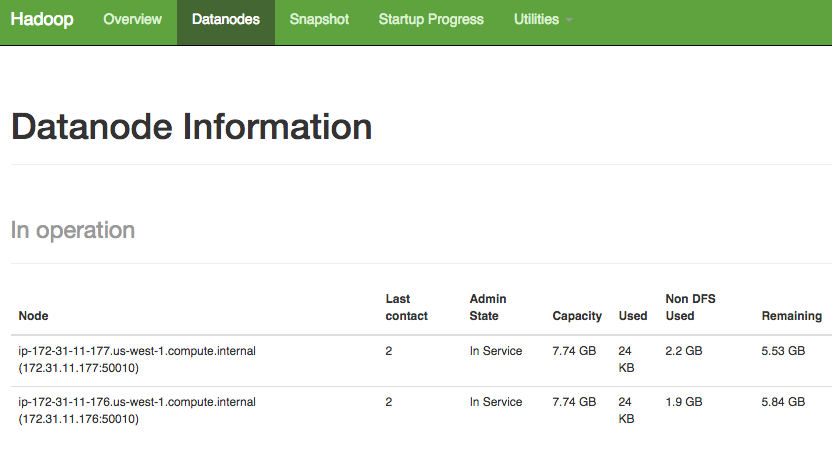 Hadoop Overview Datanodes Snapshot Startup Progress Utilities
Datanode Information
In operation
Node Last contact Admin State Capacity Used Non DFS Used Remaining
ip-172-31-11-177.us-west-1.compute.internal (172.31.11.177:50010) 2 In Service 7.74 GB 24 KB 2.2 GB 5.53 GB
ip-172-31-11-176.us-west-1.compute.internal (172.31.11.176:50010) 2 In Service 7.74 GB 24 KB 1.9 GB 5.84 GB